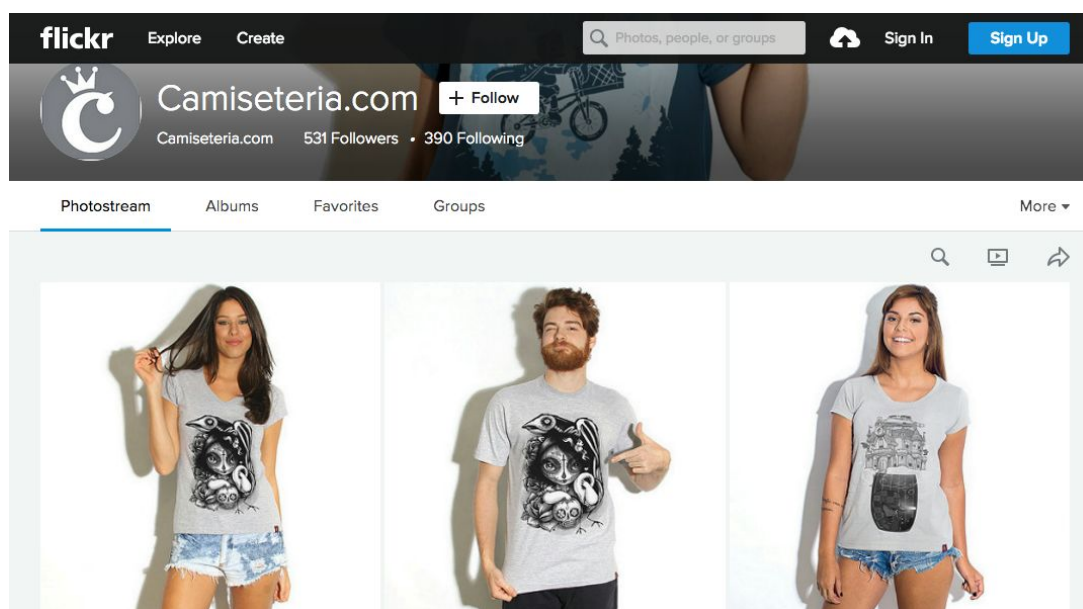 flickr Explore Create Photos, people, or groups Sign In Sign Up
Camiseteria.com + Follow
Camiseteria.com 531 Followers • 390 Following
Photostream Albums Favorites Groups More